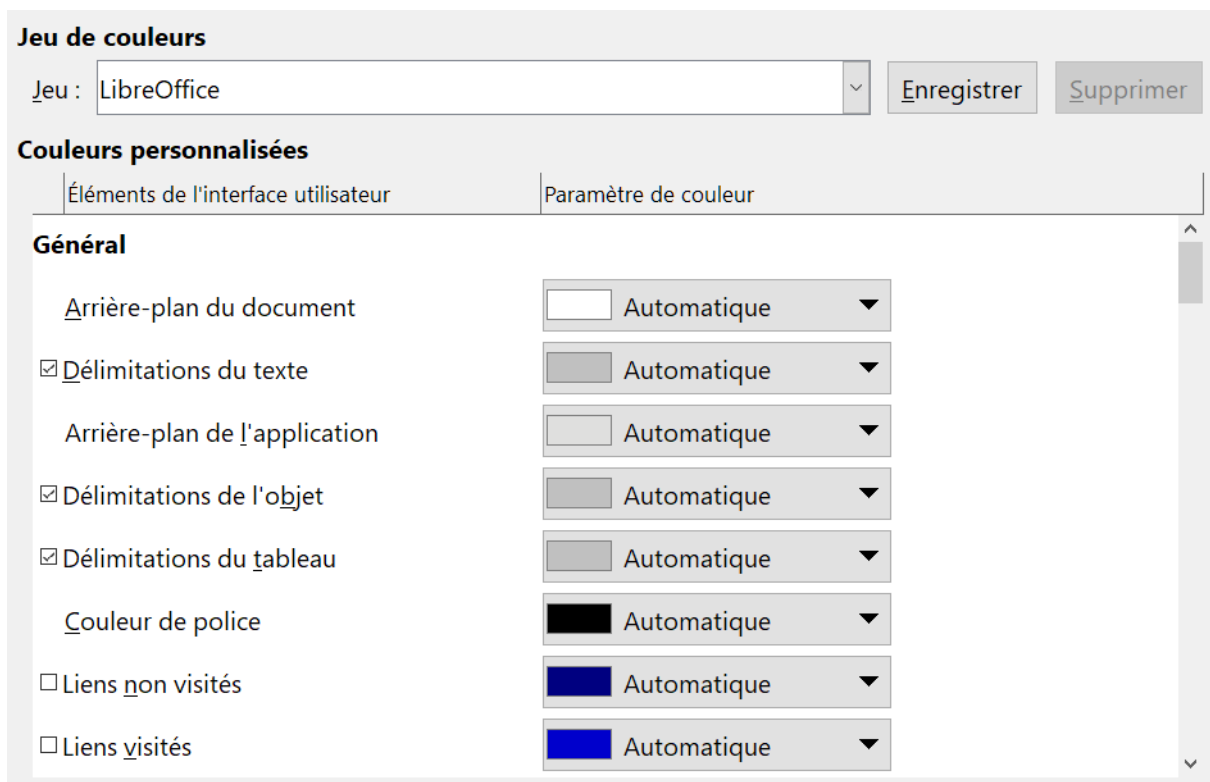 Jeu de couleurs
Jeu : LibreOffice Enregistrer Supprimer
Couleurs personnalisées
Éléments de l'interface utilisateur Paramètre de couleur
Général
Arrière-plan du document Automatique
Délimitations du texte Automatique
Arrière-plan de l'application Automatique
Délimitations de l'objet Automatique
Délimitations du tableau Automatique
Couleur de police Automatique
Liens non visités Automatique
Liens visités Automatique